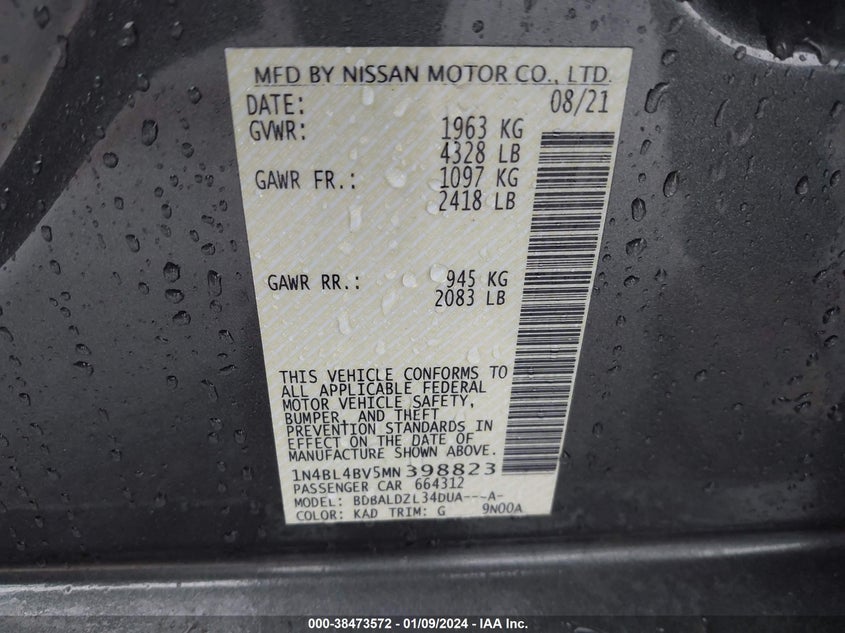 MFD BY NISSAN MOTOR CO., LTD.
DATE: 08/21
GVWR: 1963 KG
4328 LB
GAWR FR.: 1097 KG
2418 LB
GAWR RR.: 945 KG
2083 LB
THIS VEHICLE CONFORMS TO
ALL APPLICABLE FEDERAL
MOTOR VEHICLE SAFETY,
BUMPER, AND THEFT
PREVENTION STANDARDS IN
EFFECT ON THE DATE OF
MANUFACTURE SHOWN ABOVE.
1N4BL4BV5MN398823
PASSENGER CAR 664312
MODEL: BDBALDZL34DUA---A-
COLOR: KAD TRIM: G 9N00A
000-38473572 - 01/09/2024 - IAA Inc.